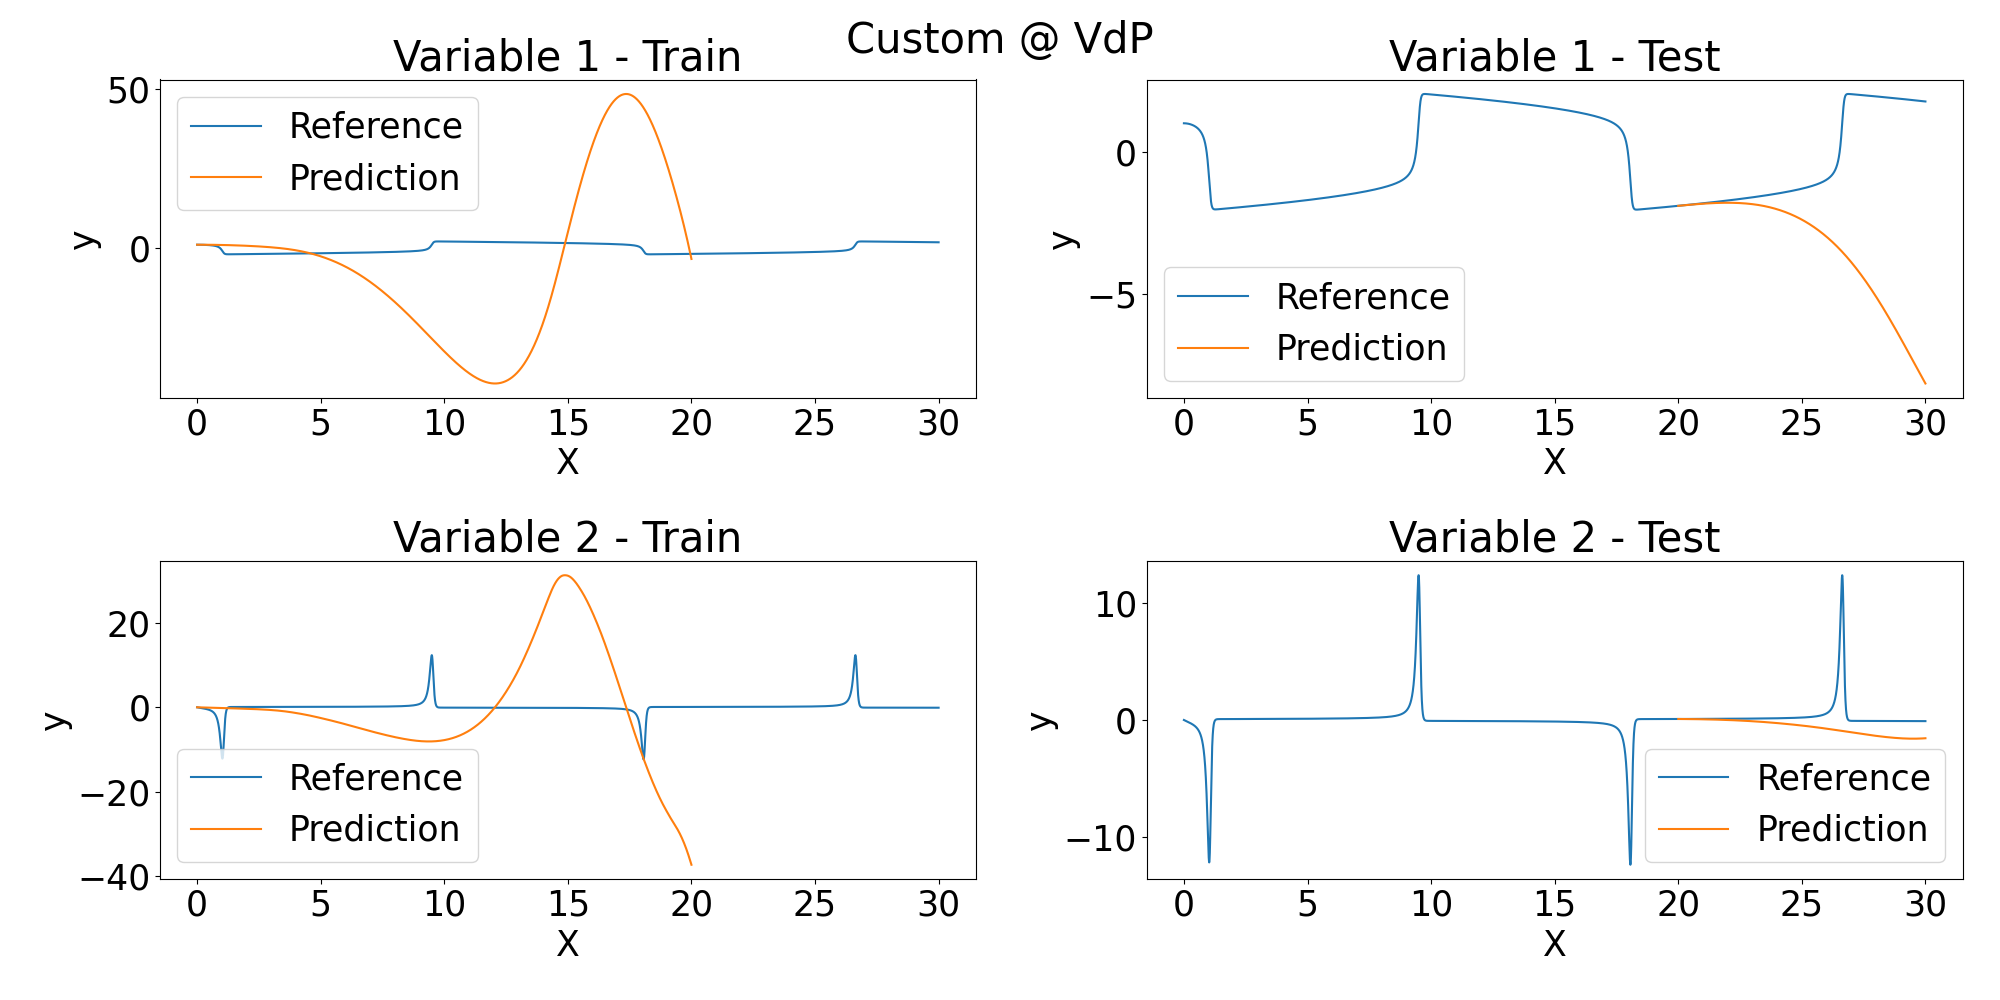 Custom @ VdP
Variable 1 - Train
50
0
y
Reference
Prediction
0 5 10 15 20 25 30
X
Variable 1 - Test
0
−5
y
Reference
Prediction
0 5 10 15 20 25 30
X
Variable 2 - Train
20
0
−20
−40
y
Reference
Prediction
0 5 10 15 20 25 30
X
Variable 2 - Test
10
0
−10
y
Reference
Prediction
0 5 10 15 20 25 30
X